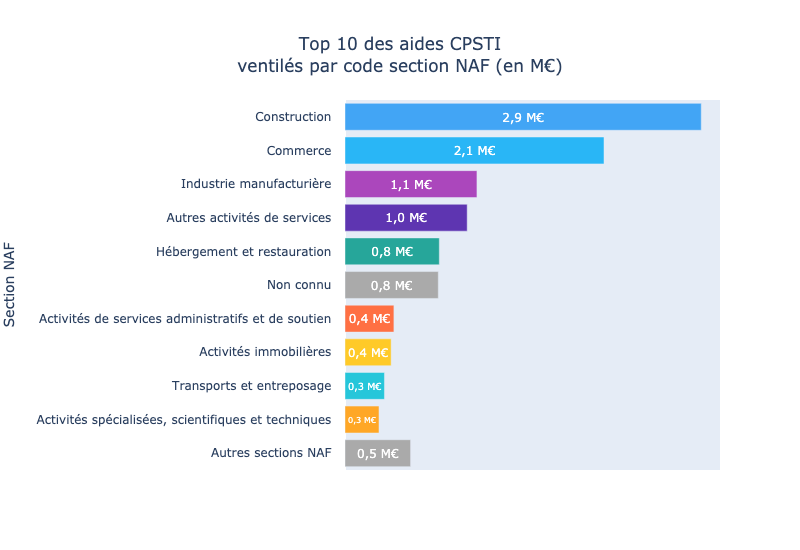 Top 10 des aides CPSTI
ventilés par code section NAF (en M€)
Section NAF
Construction 2,9 M€
Commerce 2,1 M€
Industrie manufacturière 1,1 M€
Autres activités de services 1,0 M€
Hébergement et restauration 0,8 M€
Non connu 0,8 M€
Activités de services administratifs et de soutien 0,4 M€
Activités immobilières 0,4 M€
Transports et entreposage 0,3 M€
Activités spécialisées, scientifiques et techniques 0,3 M€
Autres sections NAF 0,5 M€